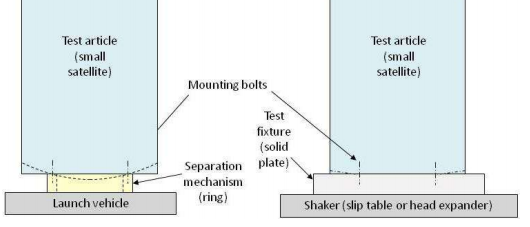 Test article
(small
satellite)
Mounting bolts
Separation
mechanism
(ring)
Launch vehicle
Test article
(small
satellite)
Test
fixture
(solid
plate)
Shaker (slip table or head expander)